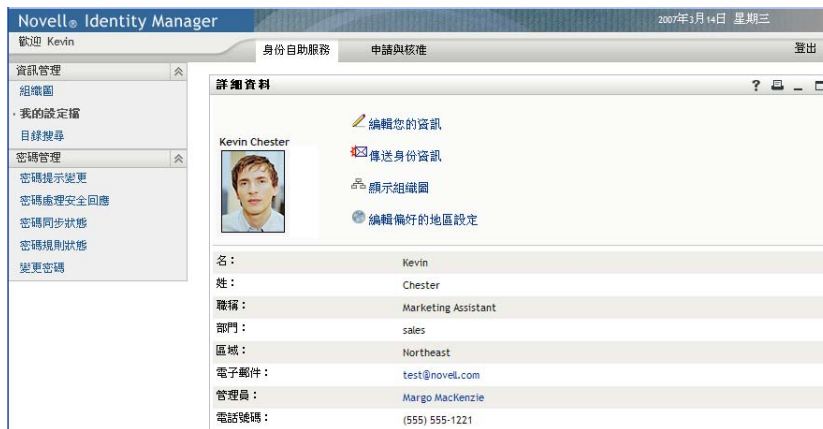 Novell® Identity Manager
2007年3月14日 星期三
歡迎 Kevin
身份自助服務 申請與核准 登出
資訊管理
組織圖
· 我的設定檔
目錄搜尋
密碼管理
密碼提示變更
密碼處理安全回應
密碼同步狀態
密碼規則狀態
變更密碼
詳細資料
?
Kevin Chester
編輯您的資訊
傳送身份資訊
顯示組織圖
編輯偏好的地區設定
名: Kevin
姓: Chester
職稱: Marketing Assistant
部門: sales
區域: Northeast
電子郵件: test@novell.com
管理員: Margo MacKenzie
電話號碼: (555) 555-1221